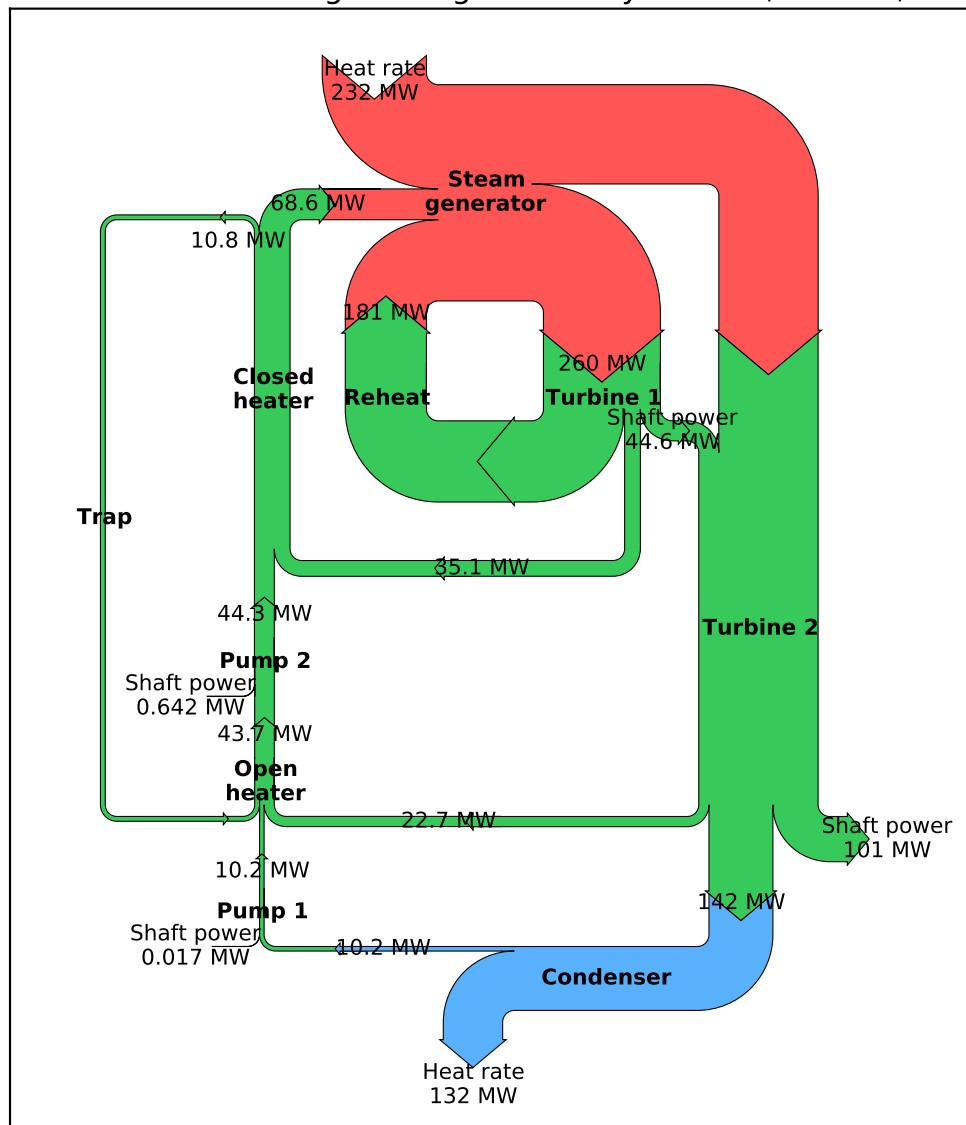 Heat rate
232 MW
Steam
generator
68.6 MW
10.8 MW
181 MW
260 MW
Closed
heater
Reheat
Turbine 1
Shaft power
44.6 MW
Trap
35.1 MW
44.3 MW
Turbine 2
Pump 2
Shaft power
0.642 MW
43.7 MW
Open
heater
22.7 MW
Shaft power
101 MW
10.2 MW
142 MW
Pump 1
Shaft power
0.017 MW
10.2 MW
Condenser
Heat rate
132 MW